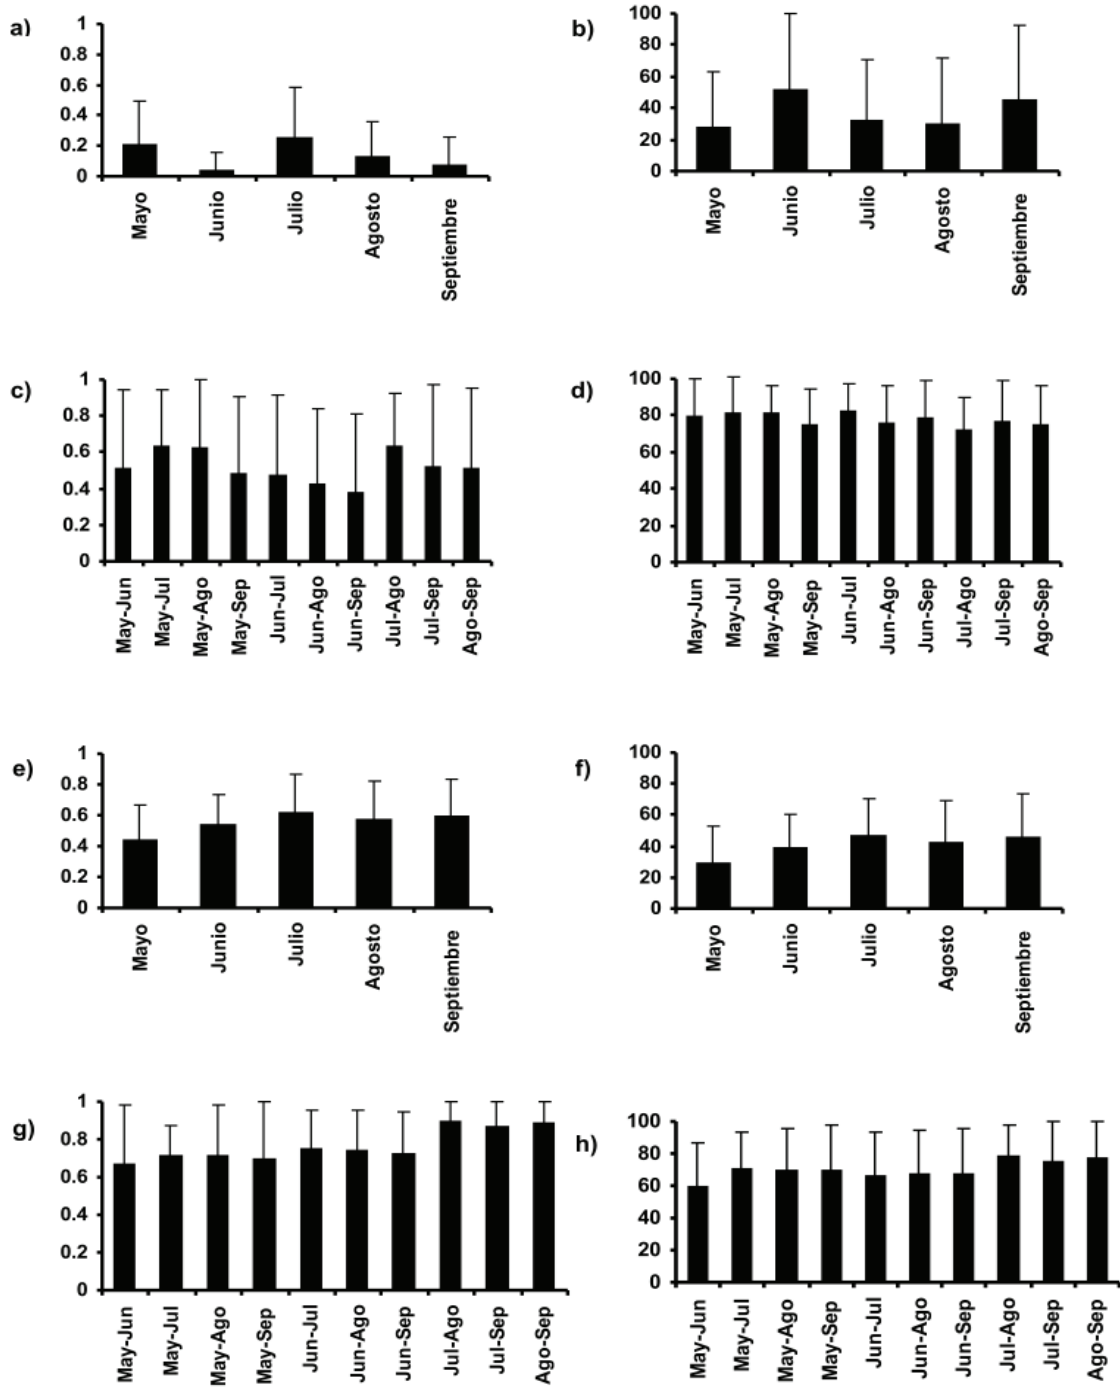 a)
1
0.8
0.6
0.4
0.2
0
Mayo
Junio
Julio
Agosto
Septiembre
b)
100
80
60
40
20
0
Mayo
Junio
Julio
Agosto
Septiembre
c)
1
0.8
0.6
0.4
0.2
0
May-Jun
May-Jul
May-Ago
May-Sep
Jun-Jul
Jun-Ago
Jun-Sep
Jul-Ago
Jul-Sep
Ago-Sep
d)
100
80
60
40
20
0
May-Jun
May-Jul
May-Ago
May-Sep
Jun-Jul
Jun-Ago
Jun-Sep
Jul-Ago
Jul-Sep
Ago-Sep
e)
1
0.8
0.6
0.4
0.2
0
Mayo
Junio
Julio
Agosto
Septiembre
f)
100
80
60
40
20
0
Mayo
Junio
Julio
Agosto
Septiembre
g)
1
0.8
0.6
0.4
0.2
0
May-Jun
May-Jul
May-Ago
May-Sep
Jun-Jul
Jun-Ago
Jun-Sep
Jul-Ago
Jul-Sep
Ago-Sep
h)
100
80
60
40
20
0
May-Jun
May-Jul
May-Ago
May-Sep
Jun-Jul
Jun-Ago
Jun-Sep
Jul-Ago
Jul-Sep
Ago-Sep